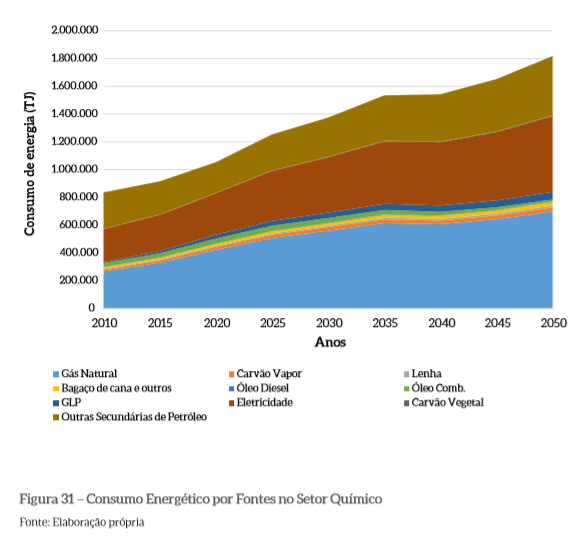 2.000.000
1.800.000
1.600.000
1.400.000
1.200.000
1.000.000
800.000
600.000
400.000
200.000
0
Consumo de energia (TJ)
2010 2015 2020 2025 2030 2035 2040 2045 2050
Anos
Gás Natural Carvão Vapor Lenha
Bagaço de cana e outros Óleo Diesel Óleo Comb.
GLP Eletricidade Carvão Vegetal
Outras Secundárias de Petróleo
Figura 31 – Consumo Energético por Fontes no Setor Químico
Fonte: Elaboração própria